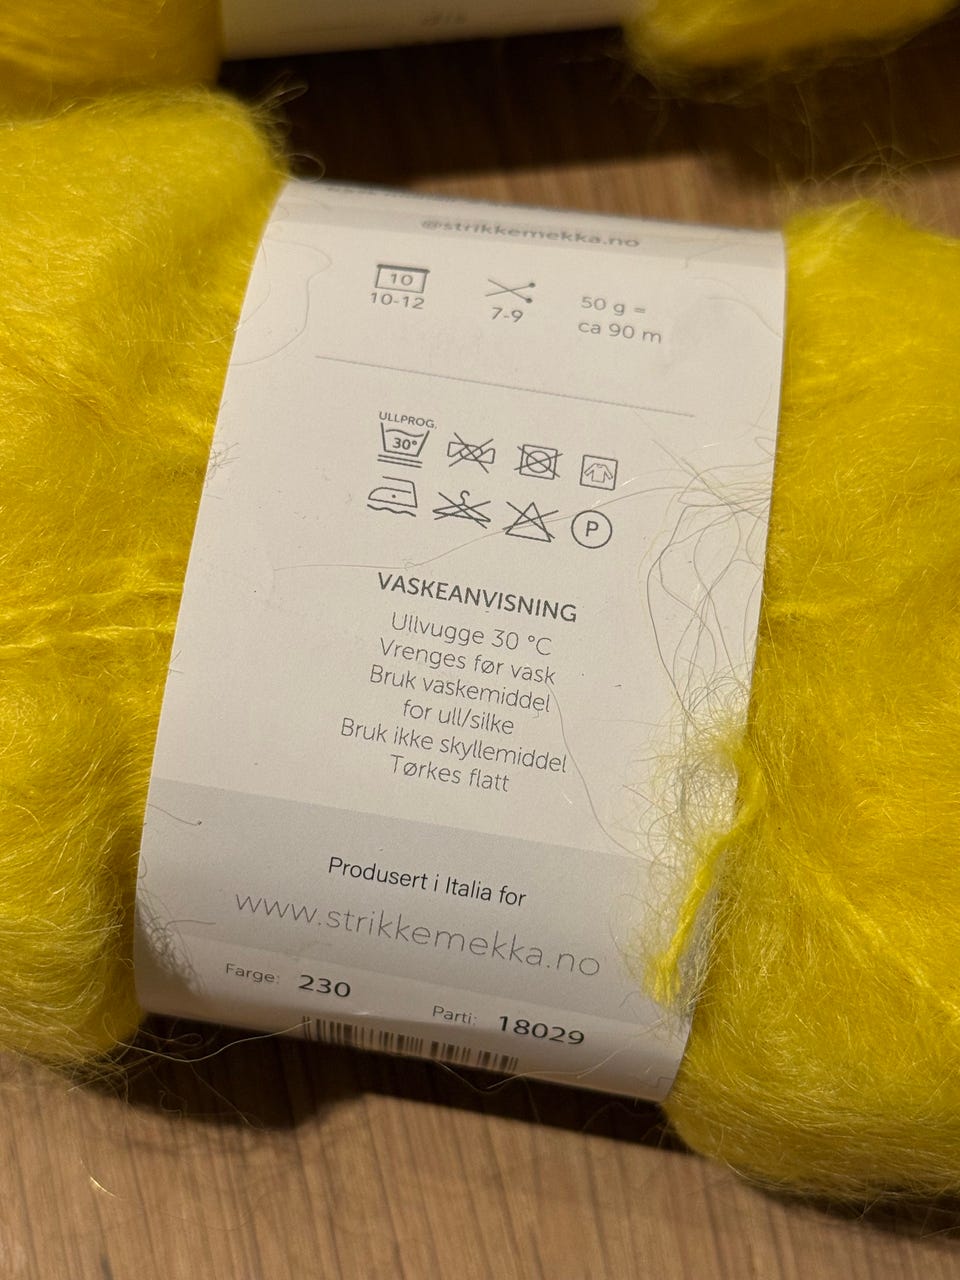 @strikkemekka.no
10
10-12
7-9
50 g =
ca 90 m
ULLPROG.
30°
P
VASKEANVISNING
Ullvugge 30 °C
Vrenges før vask
Bruk vaskemiddel
for ull/silke
Bruk ikke skyllemiddel
Tørkes flatt
Produsert i Italia for
www.strikkemekka.no
Farge: 230
Parti: 18029